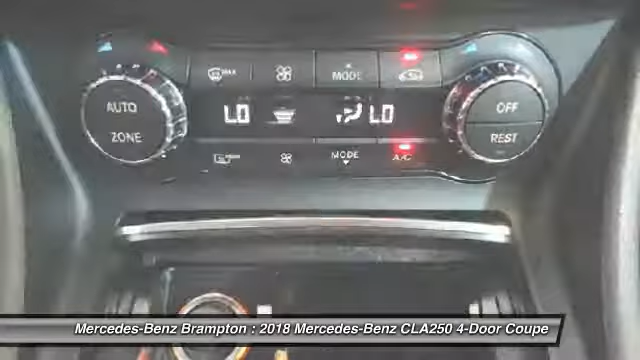 MAX
MODE
AUTO
ZONE
LO
LO
OFF
REST
MODE
A/C
Mercedes-Benz Brampton : 2018 Mercedes-Benz CLA250 4-Door Coupe